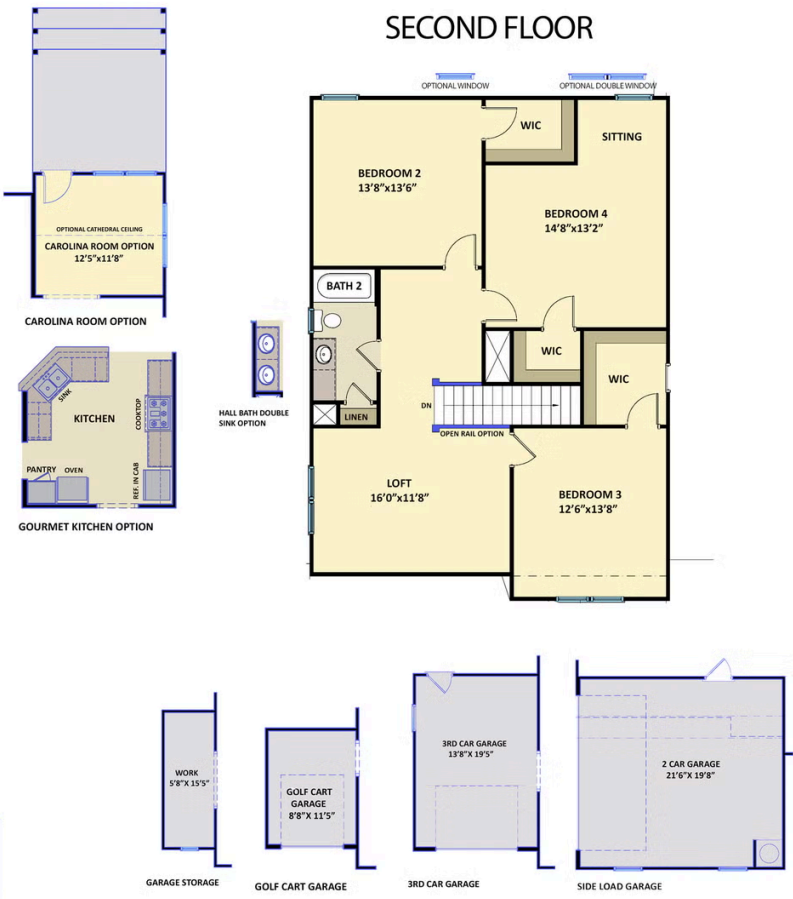 SECOND FLOOR
OPTIONAL WINDOW
OPTIONAL DOUBLE WINDOW
WIC
SITTING
BEDROOM 2
13'8"x13'6"
BEDROOM 4
14'8"x13'2"
OPTIONAL CATHEDRAL CEILING
CAROLINA ROOM OPTION
12'5"x11'8"
CAROLINA ROOM OPTION
BATH 2
WIC
WIC
HALL BATH DOUBLE
SINK OPTION
SINK
KITCHEN
COOKTOP
PANTRY
OVEN
REF. IN CAB
GOURMET KITCHEN OPTION
DN
LINEN
OPEN RAIL OPTION
LOFT
16'0"x11'8"
BEDROOM 3
12'6"x13'8"
WORK
5'8"X 15'5"
GARAGE STORAGE
GOLF CART
GARAGE
8'8"X 11'5"
GOLF CART GARAGE
3RD CAR GARAGE
13'8"X 19'5"
3RD CAR GARAGE
2 CAR GARAGE
21'6"X 19'8"
SIDE LOAD GARAGE